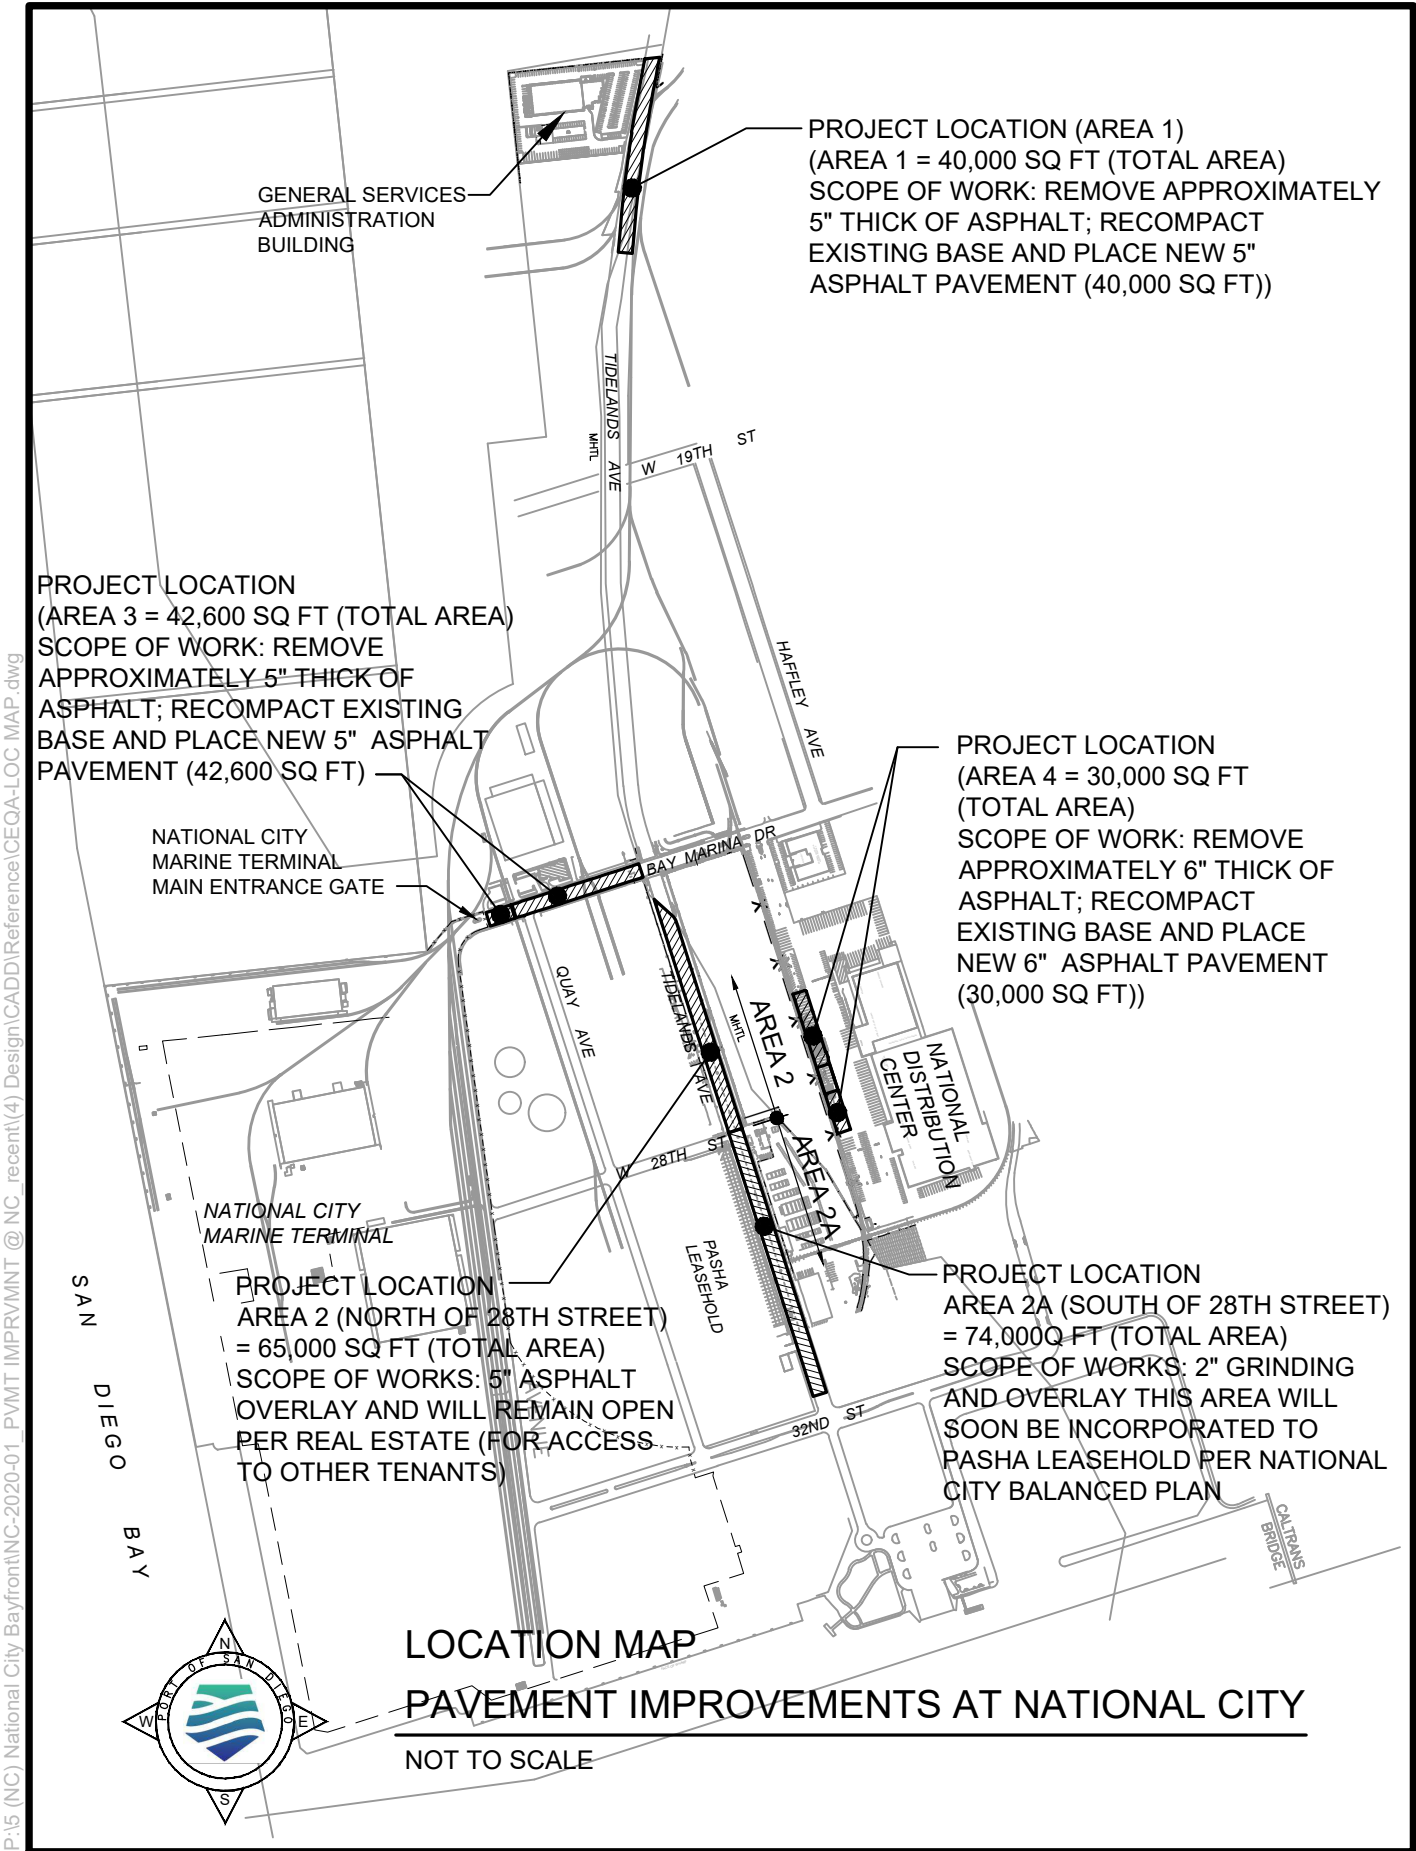 PROJECT LOCATION (AREA 1)
(AREA 1 = 40,000 SQ FT (TOTAL AREA)
SCOPE OF WORK: REMOVE APPROXIMATELY
5" THICK OF ASPHALT; RECOMPACT
EXISTING BASE AND PLACE NEW 5"
ASPHALT PAVEMENT (40,000 SQ FT))
GENERAL SERVICES
ADMINISTRATION
BUILDING
TIDELANDS AVE
MHTL
W 19TH ST
PROJECT LOCATION
(AREA 3 = 42,600 SQ FT (TOTAL AREA)
SCOPE OF WORK: REMOVE
APPROXIMATELY 5" THICK OF
ASPHALT; RECOMPACT EXISTING
BASE AND PLACE NEW 5" ASPHALT
PAVEMENT (42,600 SQ FT)
HAFFLEY AVE
NATIONAL CITY
MARINE TERMINAL
MAIN ENTRANCE GATE
BAY MARINA DR
PROJECT LOCATION
(AREA 4 = 30,000 SQ FT
(TOTAL AREA)
SCOPE OF WORK: REMOVE
APPROXIMATELY 6" THICK OF
ASPHALT; RECOMPACT
EXISTING BASE AND PLACE
NEW 6" ASPHALT PAVEMENT
(30,000 SQ FT))
QUAY AVE
TIDELANDS AVE
MHTL
AREA 2
AREA 2A
NATIONAL
DISTRIBUTION
CENTER
W 28TH ST
NATIONAL CITY
MARINE TERMINAL
PASHA
LEASEHOLD
PROJECT LOCATION
AREA 2 (NORTH OF 28TH STREET)
= 65,000 SQ FT (TOTAL AREA)
SCOPE OF WORKS: 5" ASPHALT
OVERLAY AND WILL REMAIN OPEN
PER REAL ESTATE (FOR ACCESS
TO OTHER TENANTS)
PROJECT LOCATION
AREA 2A (SOUTH OF 28TH STREET)
= 74,000Q FT (TOTAL AREA)
SCOPE OF WORKS: 2" GRINDING
AND OVERLAY THIS AREA WILL
SOON BE INCORPORATED TO
PASHA LEASEHOLD PER NATIONAL
CITY BALANCED PLAN
32ND ST
SAN DIEGO BAY
CALTRANS
BRIDGE
LOCATION MAP
PAVEMENT IMPROVEMENTS AT NATIONAL CITY
NOT TO SCALE
N
W
E
S
PORT OF SAN DIEGO
P:\5 (NC) National City Bayfront\NC-2020-01_PVMT IMPRVMNT @ NC_recent\(4) Design\CADD\Reference\CEQA-LOC MAP.dwg